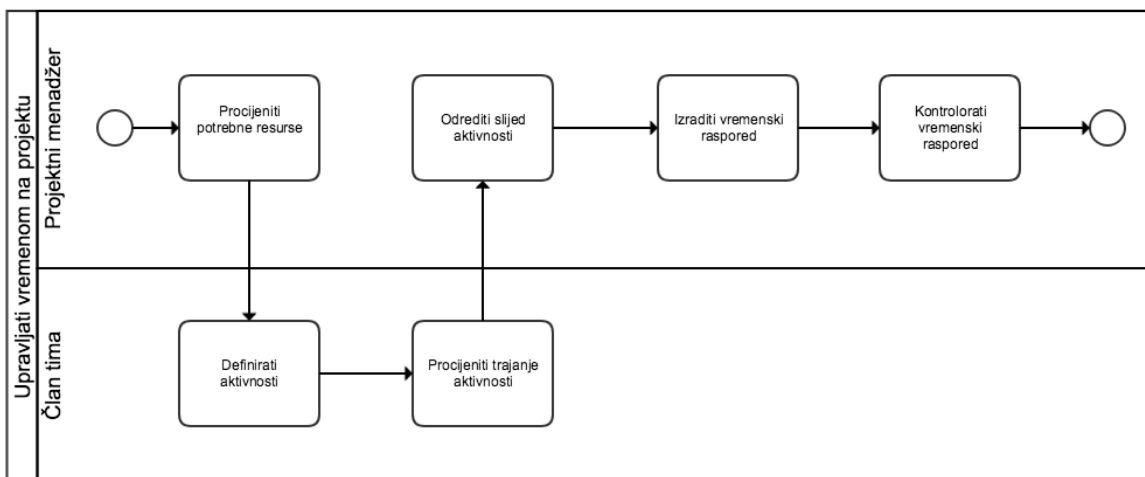 Upravljati vremenom na projektu
Projektni menadžer
Procijeniti
potrebne resurse
Odrediti slijed
aktivnosti
Izraditi vremenski
raspored
Kontrolorati
vremenski
raspored
Član tima
Definirati
aktivnosti
Procijeniti trajanje
aktivnosti